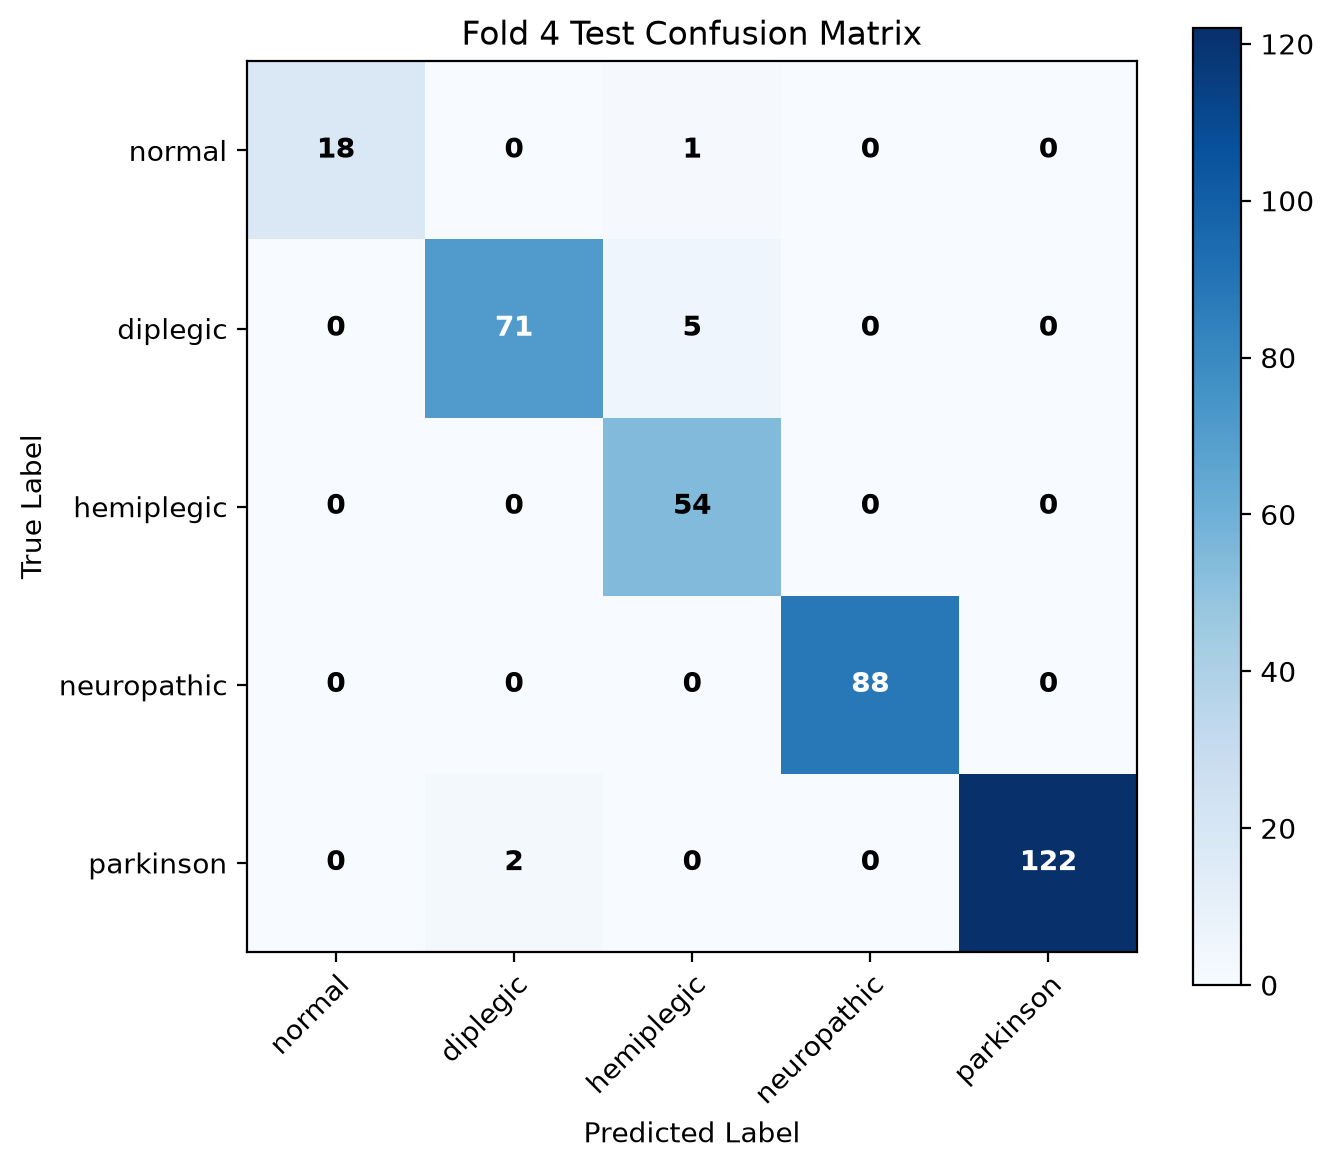 Fold 4 Test Confusion Matrix
normal 18 0 1 0 0
diplegic 0 71 5 0 0
hemiplegic 0 0 54 0 0
neuropathic 0 0 0 88 0
parkinson 0 2 0 0 122
True Label
normal diplegic hemiplegic neuropathic parkinson
Predicted Label
120
100
80
60
40
20
0